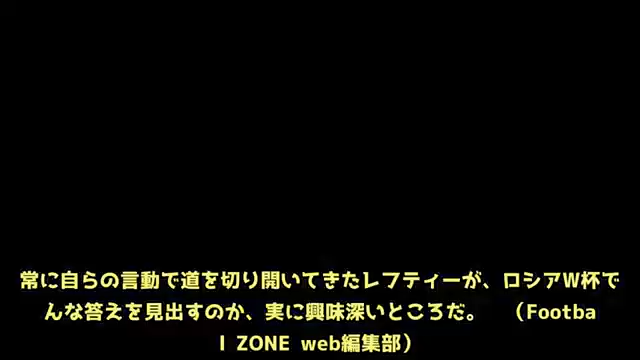 常に自らの言動で道を切り開いてきたレフティーが、ロシアW杯で
んな答えを見出すのか、実に興味深いところだ。　（Footba
l ZONE web編集部）